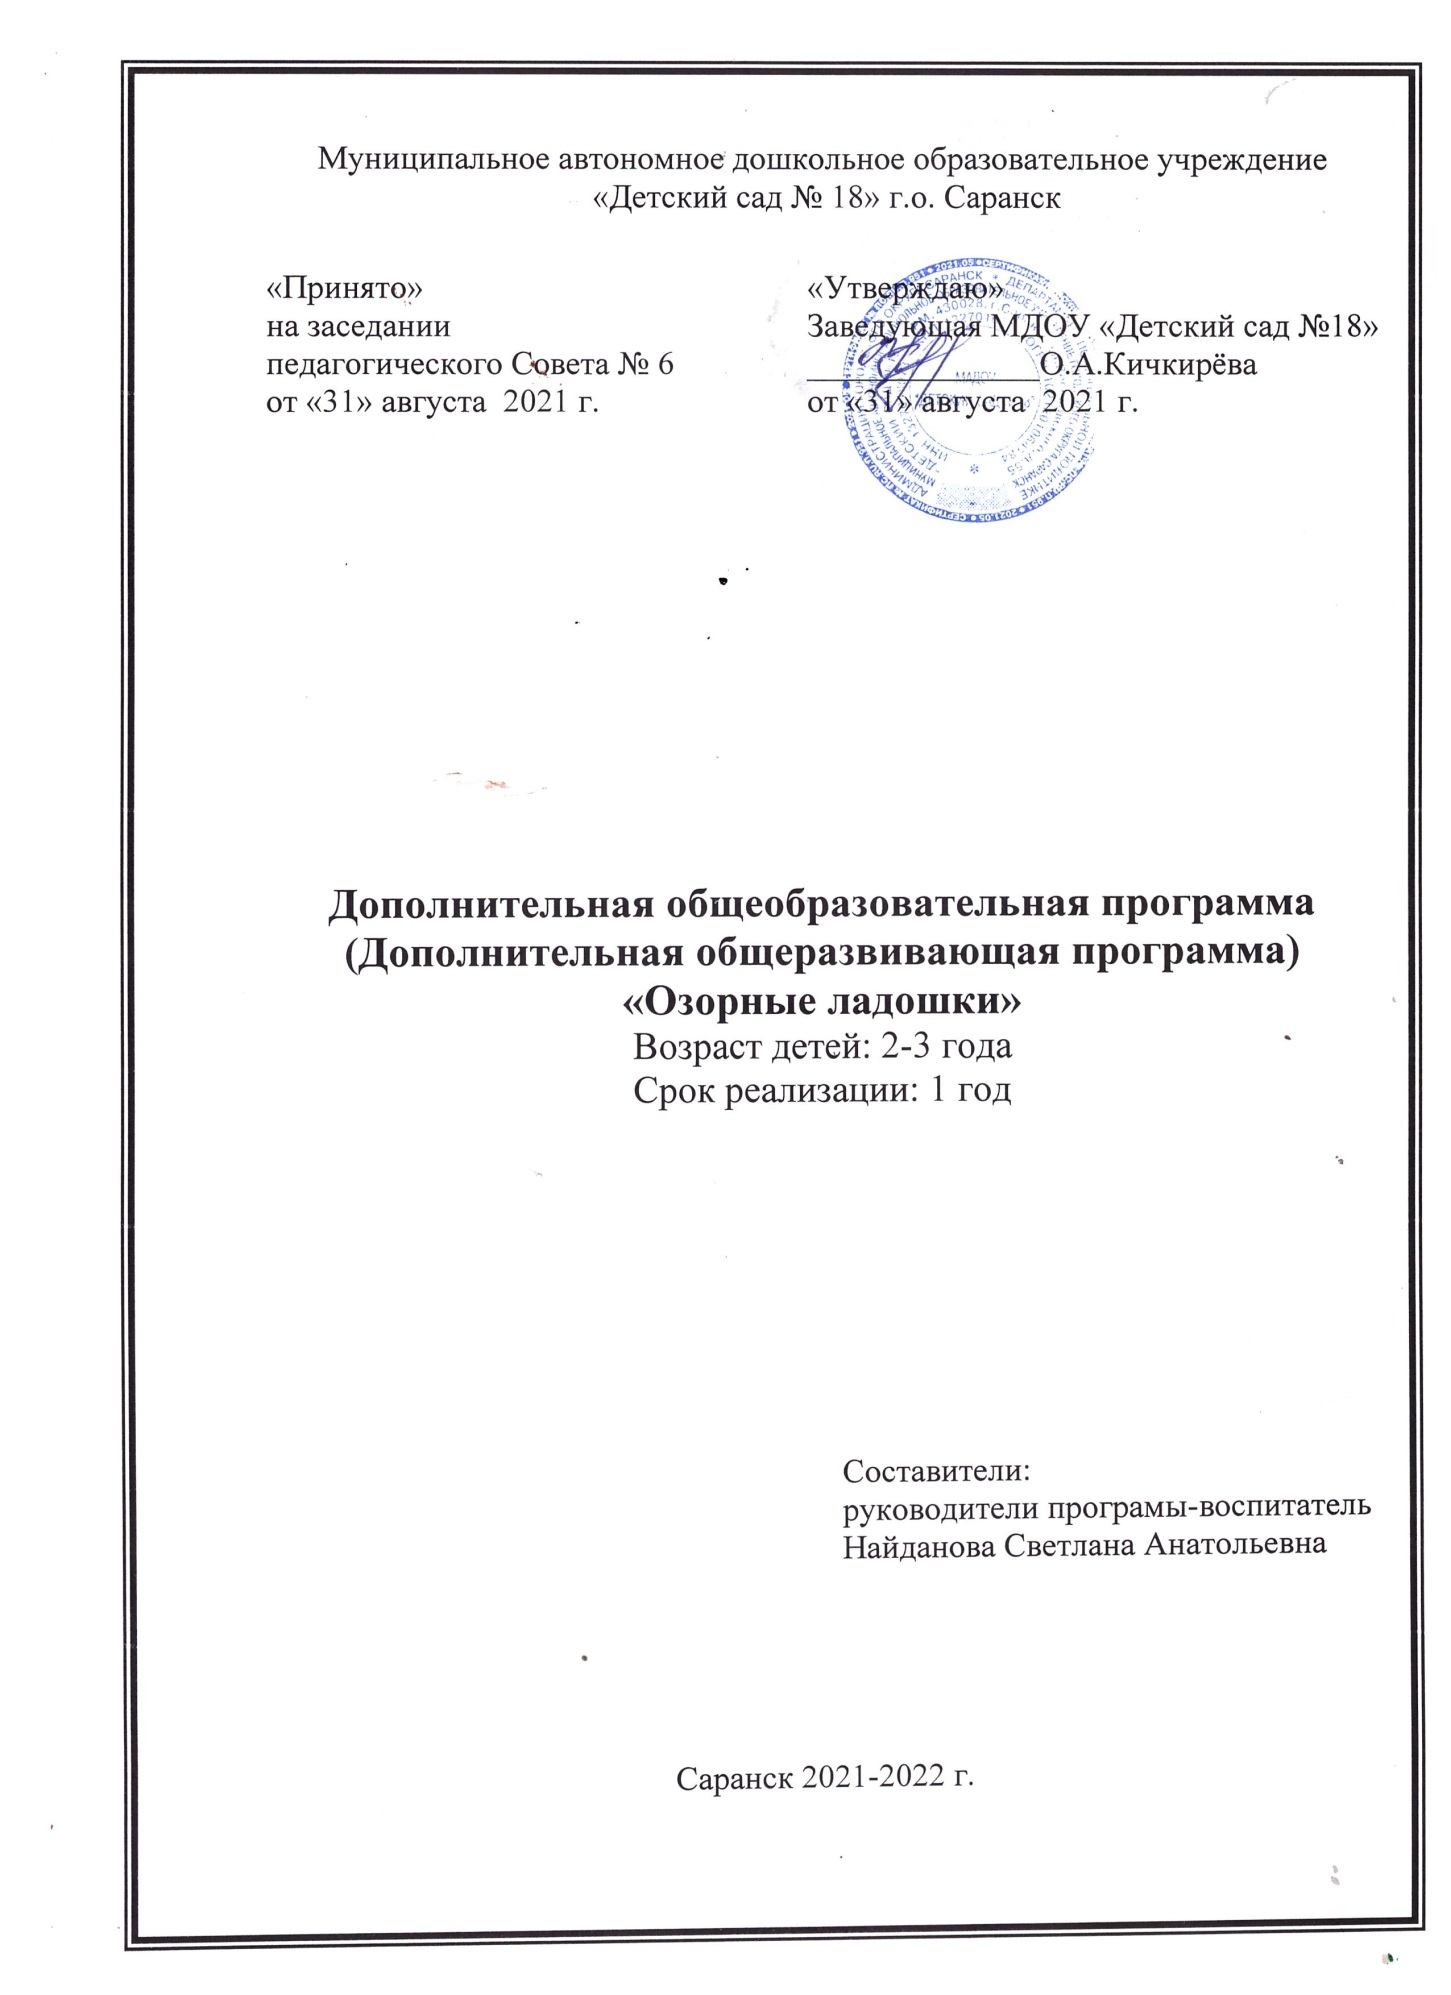 Муниципальное автономное дошкольное образовательное учреждение
«Детский сад № 18» г.о. Саранск
«Принято»
на заседании
педагогического Совета № 6
от «31» августа 2021 г.
«Утверждаю»
Заведующая МДОУ «Детский сад №18»
______________О.А.Кичкирёва
от «31» августа 2021 г.
Дополнительная общеобразовательная программа
(Дополнительная общеразвивающая программа)
«Озорные ладошки»
Возраст детей: 2-3 года
Срок реализации: 1 год
Составители:
руководители програмы-воспитатель
Найданова Светлана Анатольевна
Саранск 2021-2022 г.